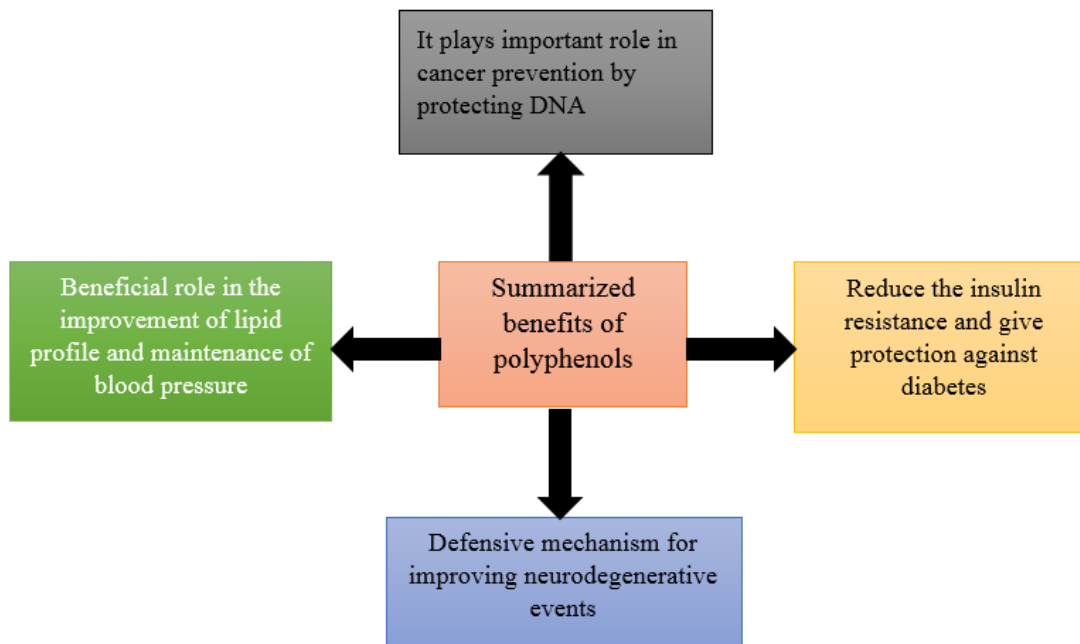 It plays important role in
cancer prevention by
protecting DNA
Beneficial role in the
improvement of lipid
profile and maintenance of
blood pressure
Summarized
benefits of
polyphenols
Reduce the insulin
resistance and give
protection against
diabetes
Defensive mechanism for
improving neurodegenerative
events